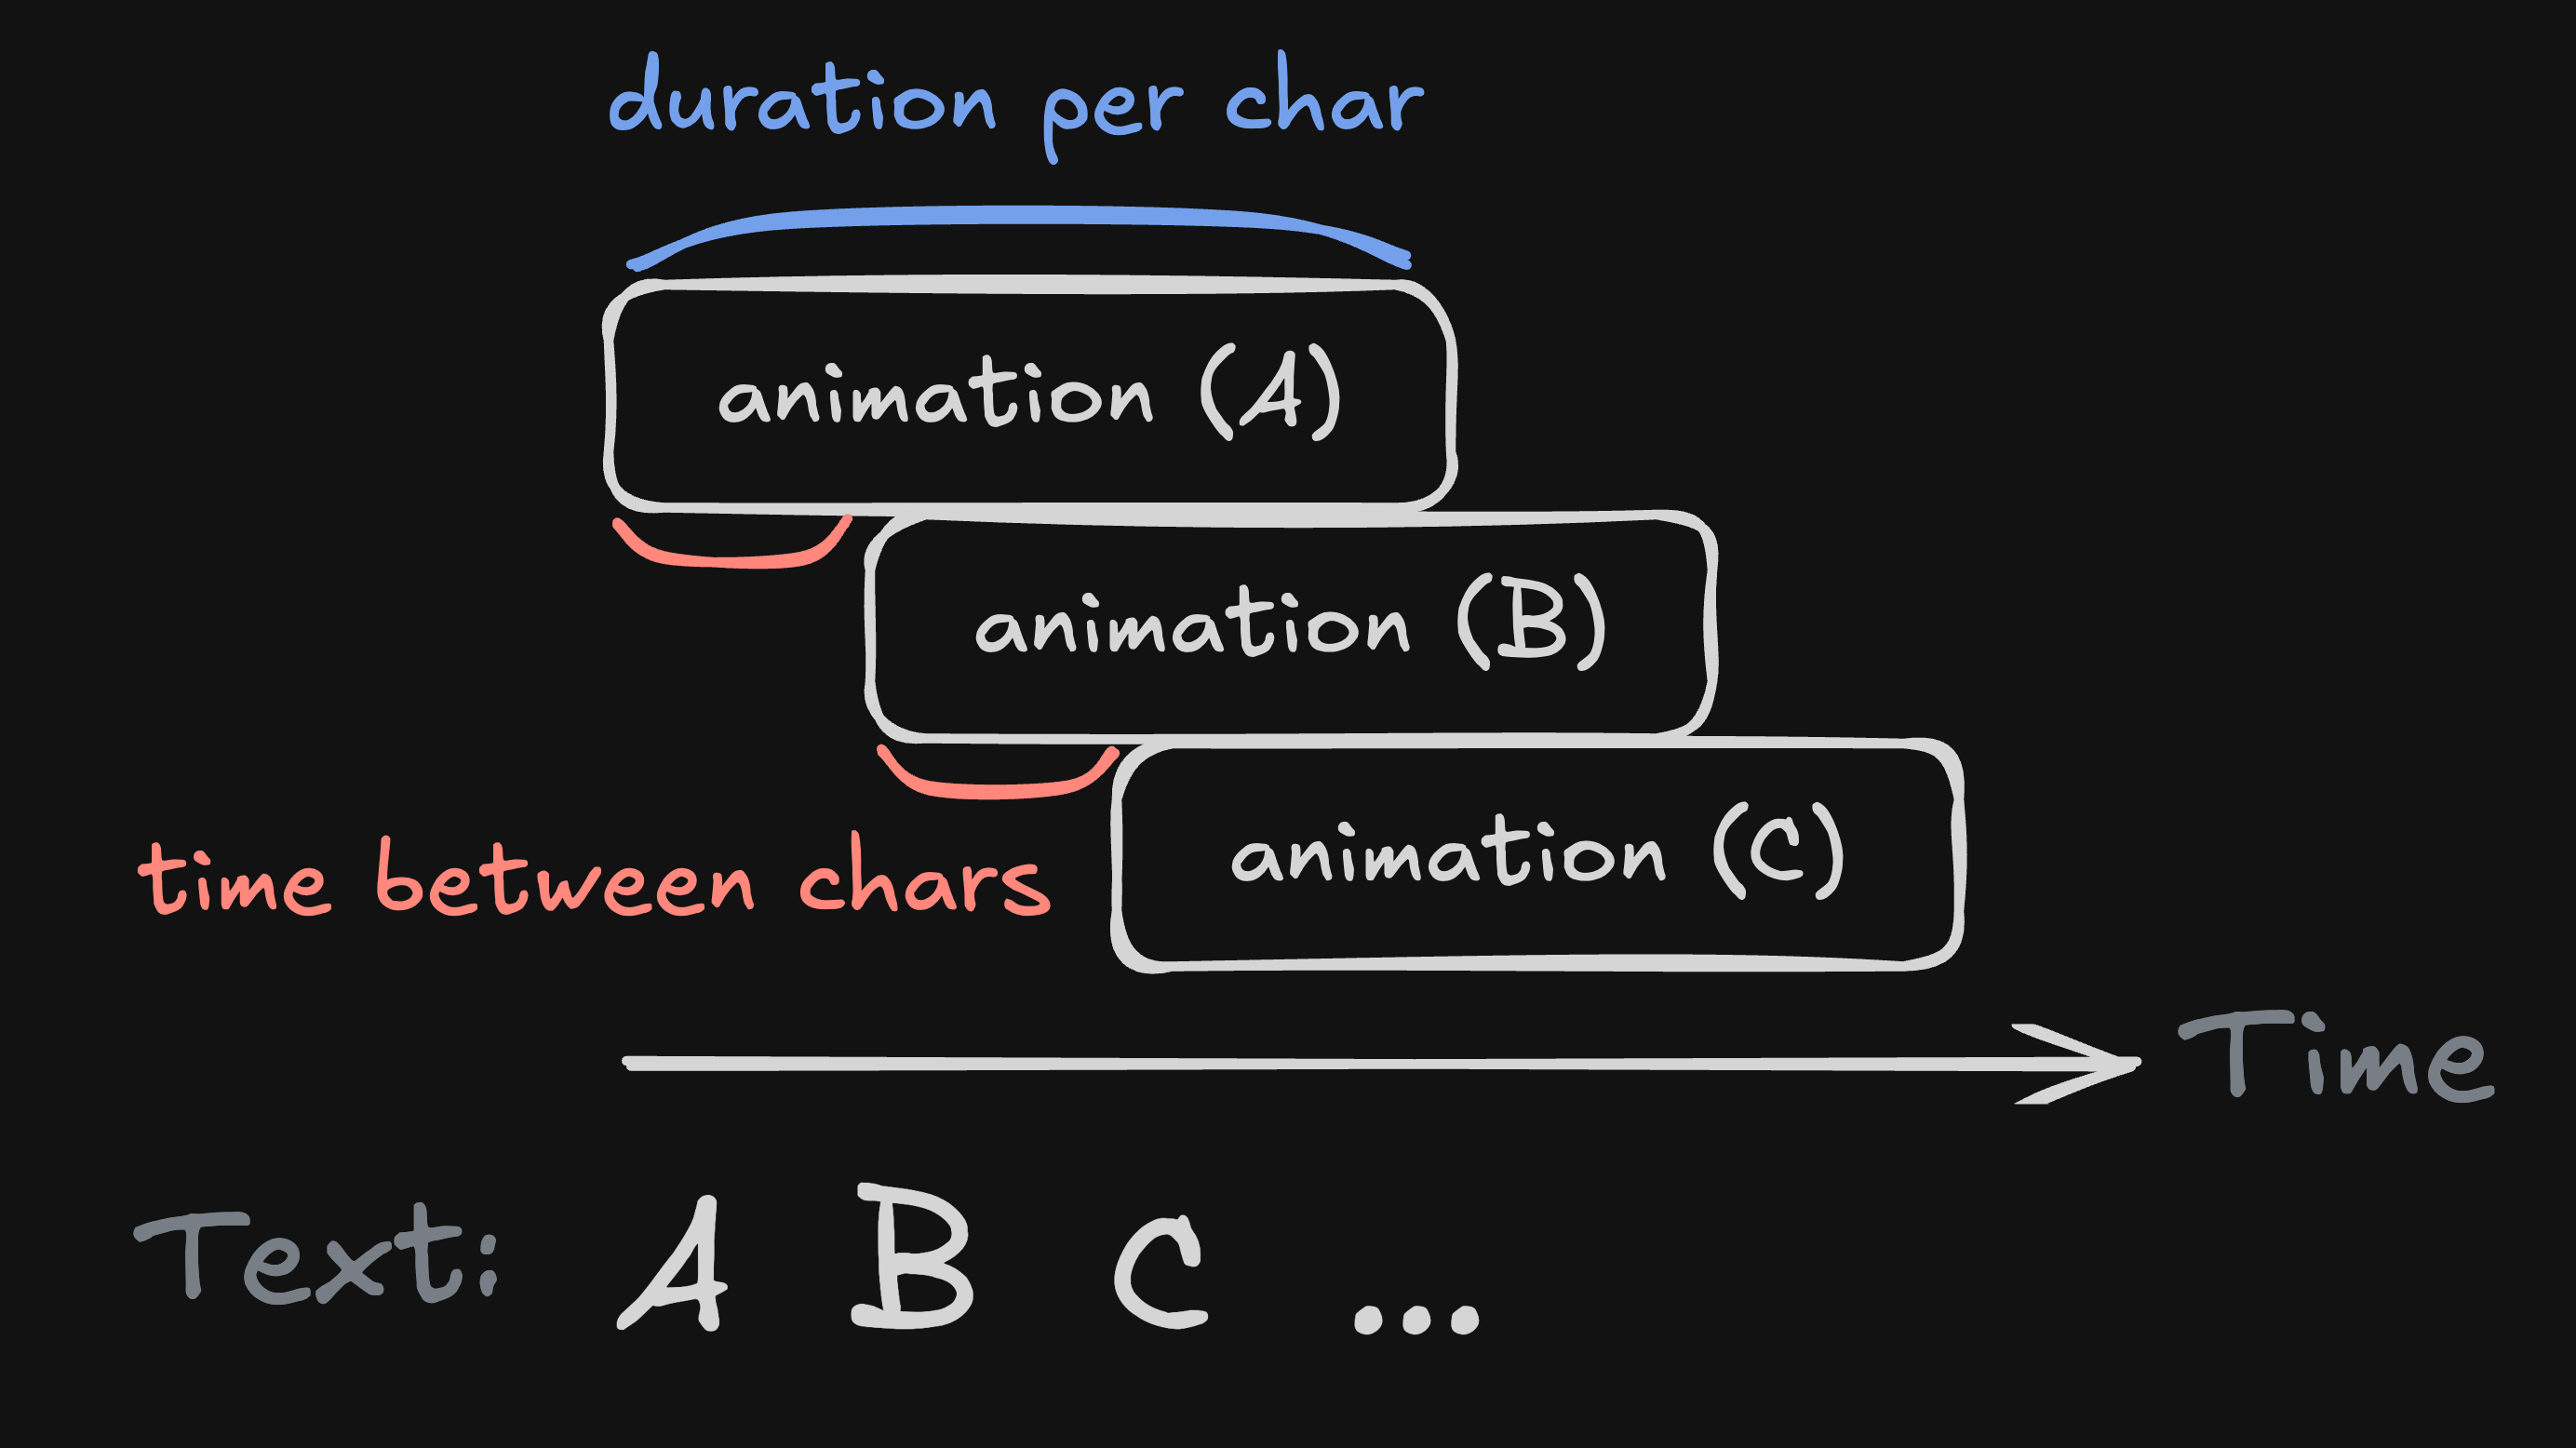 duration per char
animation (A)
animation (B)
animation (C)
time between chars
Time
Text: A B C ...